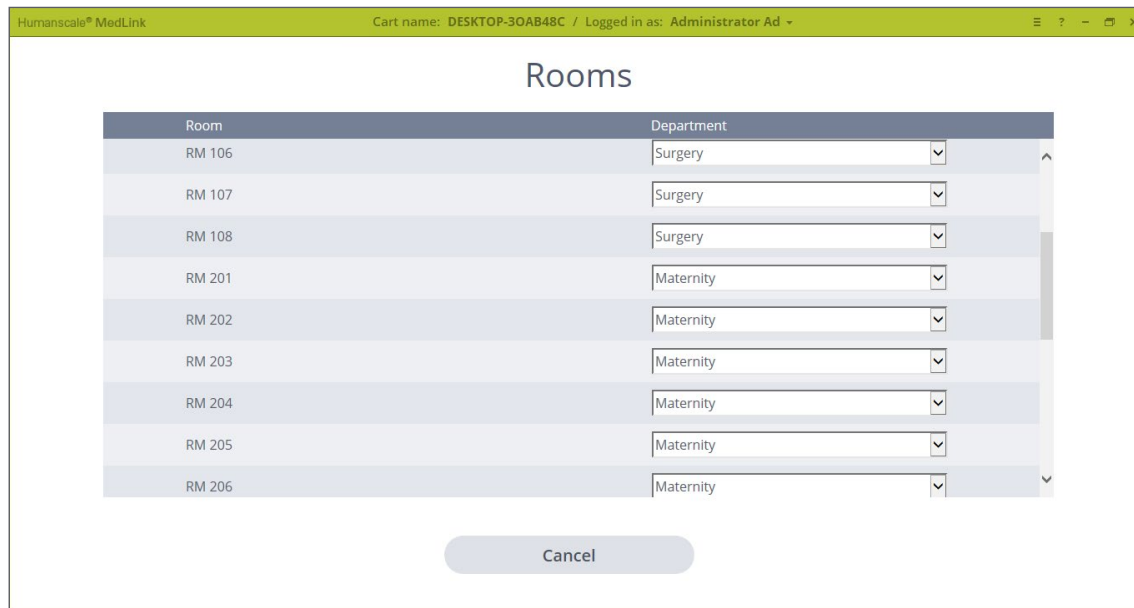 Humanscale® MedLink Cart name: DESKTOP-3OAB48C / Logged in as: Administrator Ad
Rooms
Room Department
RM 106 Surgery
RM 107 Surgery
RM 108 Surgery
RM 201 Maternity
RM 202 Maternity
RM 203 Maternity
RM 204 Maternity
RM 205 Maternity
RM 206 Maternity
Cancel